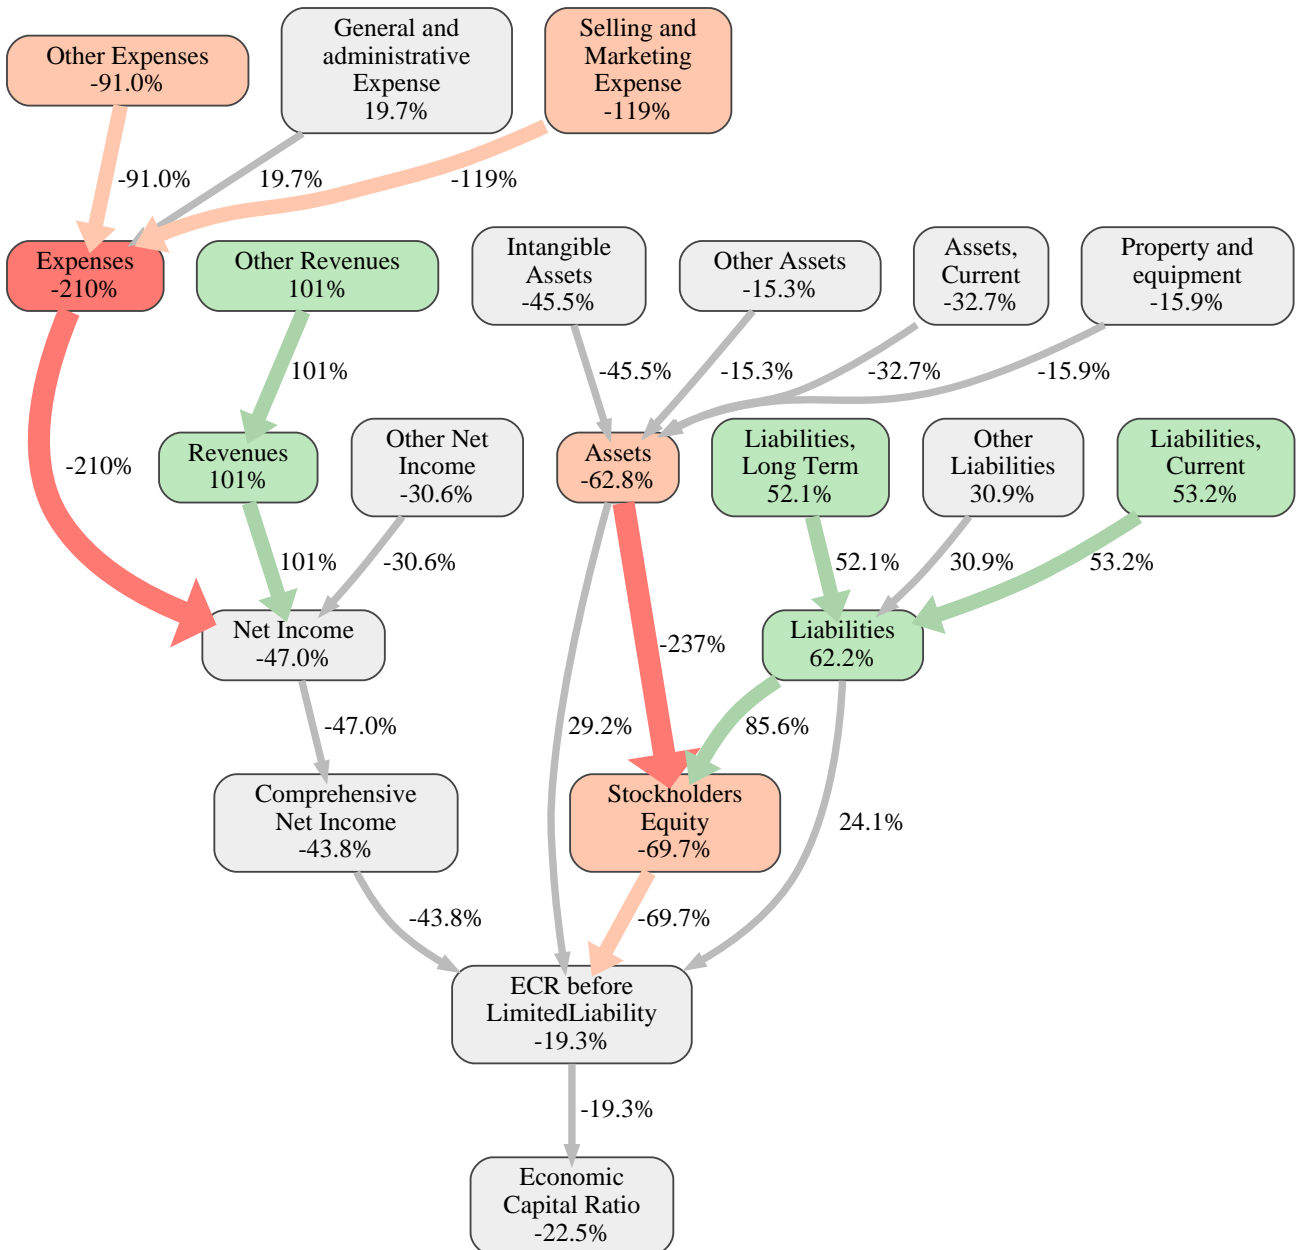 Other Expenses
-91.0%
General and
administrative
Expense
19.7%
Selling and
Marketing
Expense
-119%
-91.0%
19.7%
-119%
Expenses
-210%
Other Revenues
101%
Intangible
Assets
-45.5%
Other Assets
-15.3%
Assets,
Current
-32.7%
Property and
equipment
-15.9%
101%
-45.5%
-15.3%
-32.7%
-15.9%
-210%
Revenues
101%
Other Net
Income
-30.6%
Assets
-62.8%
Liabilities,
Long Term
52.1%
Other
Liabilities
30.9%
Liabilities,
Current
53.2%
101%
-30.6%
52.1%
30.9%
53.2%
Net Income
-47.0%
-237%
Liabilities
62.2%
-47.0%
29.2%
85.6%
Comprehensive
Net Income
-43.8%
Stockholders
Equity
-69.7%
24.1%
-43.8%
-69.7%
ECR before
LimitedLiability
-19.3%
-19.3%
Economic
Capital Ratio
-22.5%